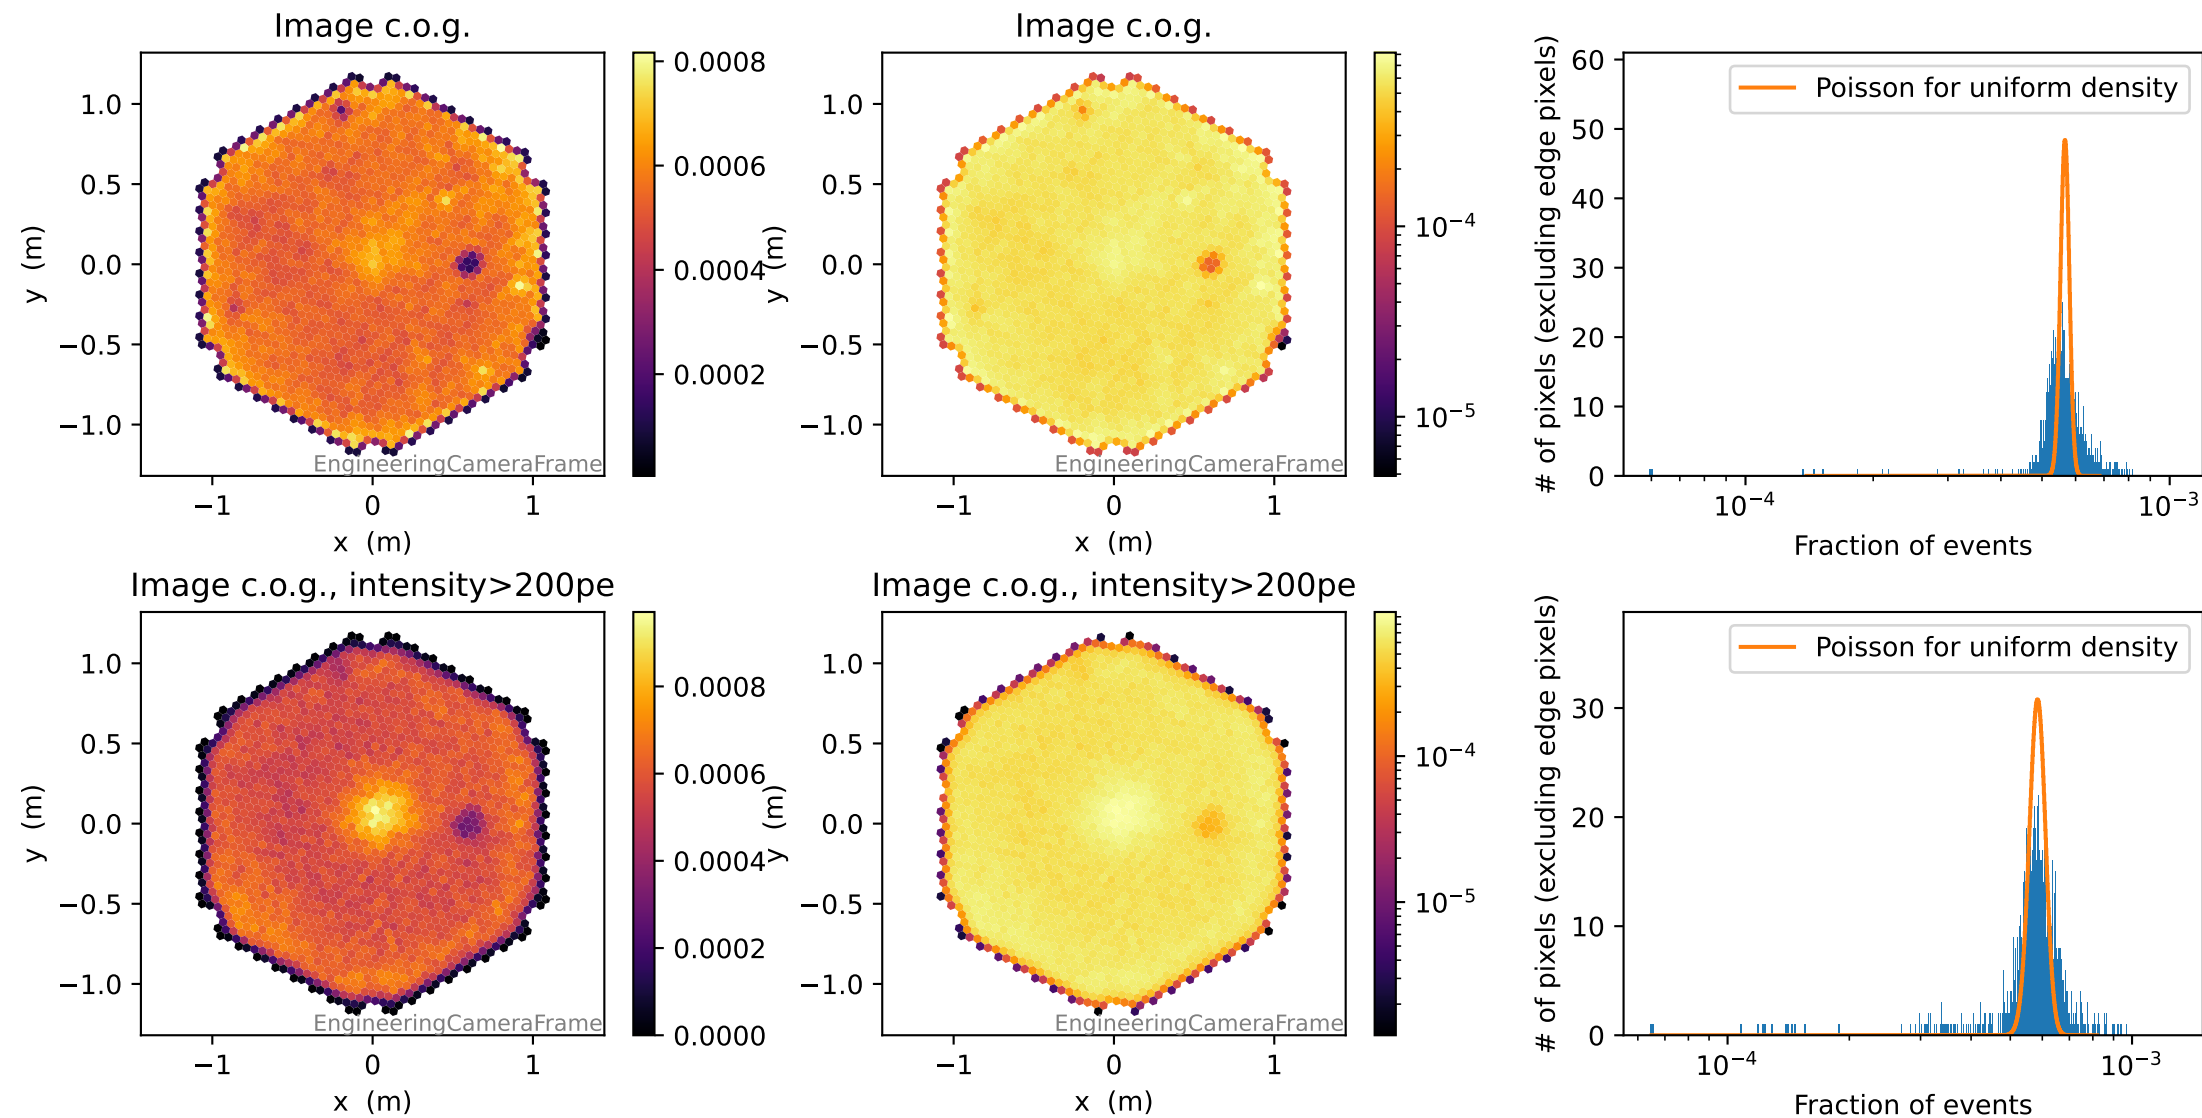 Image c.o.g.
1.0
0.5
0.0
−0.5
−1.0
y (m)
−1
0
1
x (m)
EngineeringCameraFrame
0.0008
0.0006
0.0004
0.0002
Image c.o.g.
1.0
0.5
0.0
−0.5
−1.0
y (m)
−1
0
1
x (m)
EngineeringCameraFrame
10⁻⁴
10⁻⁵
# of pixels (excluding edge pixels)
60
50
40
30
20
10
0
Poisson for uniform density
10⁻⁴
10⁻³
Fraction of events
Image c.o.g., intensity>200pe
1.0
0.5
0.0
−0.5
−1.0
y (m)
−1
0
1
x (m)
EngineeringCameraFrame
0.0008
0.0006
0.0004
0.0002
0.0000
Image c.o.g., intensity>200pe
1.0
0.5
0.0
−0.5
−1.0
y (m)
−1
0
1
x (m)
EngineeringCameraFrame
10⁻⁴
10⁻⁵
# of pixels (excluding edge pixels)
30
20
10
0
Poisson for uniform density
10⁻⁴
10⁻³
Fraction of events